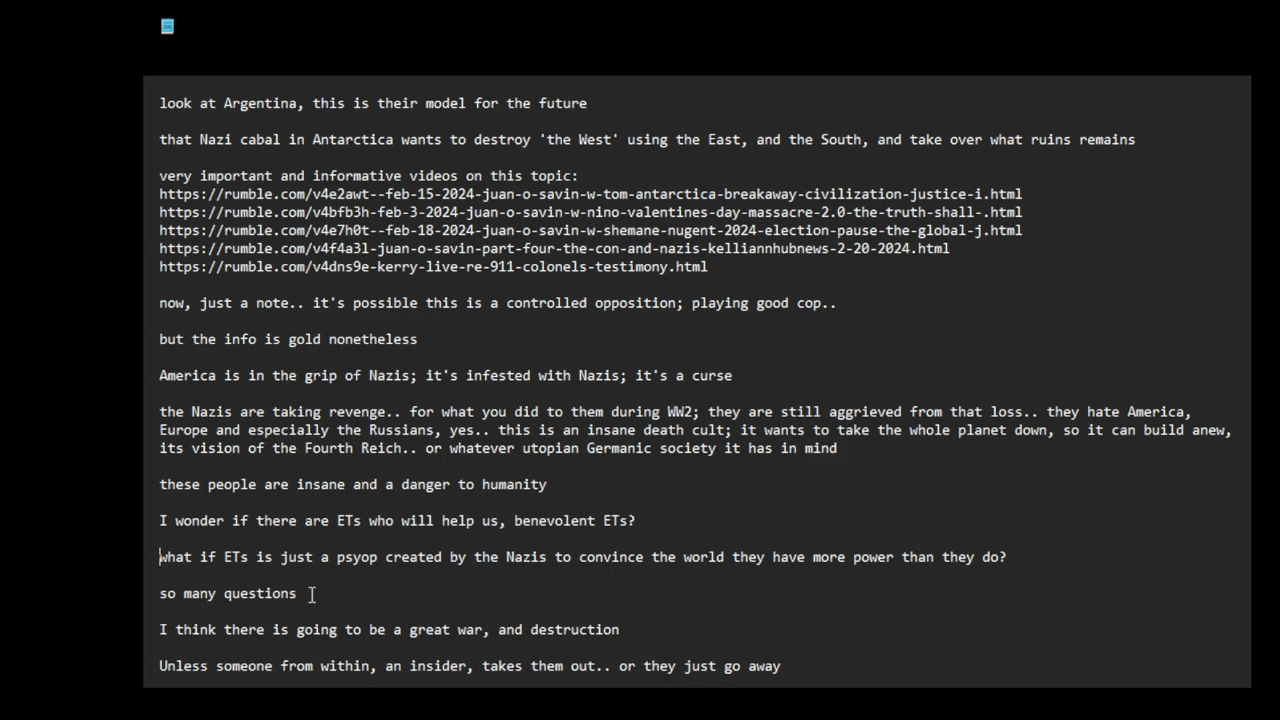 look at Argentina, this is their model for the future
that Nazi cabal in Antarctica wants to destroy 'the West' using the East, and the South, and take over what ruins remains
very important and informative videos on this topic:
https://rumble.com/v4e2awt--feb-15-2024-juan-o-savin-w-tom-antarctica-breakaway-civilization-justice-i.html
https://rumble.com/v4bfb3h-feb-3-2024-juan-o-savin-w-nino-valentines-day-massacre-2.0-the-truth-shall-.html
https://rumble.com/v4e7h0t--feb-18-2024-juan-o-savin-w-shemane-nugent-2024-election-pause-the-global-j.html
https://rumble.com/v4f4a3l-juan-o-savin-part-four-the-con-and-nazis-kelliannhubnews-2-20-2024.html
https://rumble.com/v4dns9e-kerry-live-re-911-colonels-testimony.html
now, just a note.. it's possible this is a controlled opposition; playing good cop..
but the info is gold nonetheless
America is in the grip of Nazis; it's infested with Nazis; it's a curse
the Nazis are taking revenge.. for what you did to them during WW2; they are still aggrieved from that loss.. they hate America,
Europe and especially the Russians, yes.. this is an insane death cult; it wants to take the whole planet down, so it can build anew,
its vision of the Fourth Reich.. or whatever utopian Germanic society it has in mind
these people are insane and a danger to humanity
I wonder if there are ETs who will help us, benevolent ETs?
what if ETs is just a psyop created by the Nazis to convince the world they have more power than they do?
so many questions
I think there is going to be a great war, and destruction
Unless someone from within, an insider, takes them out.. or they just go away